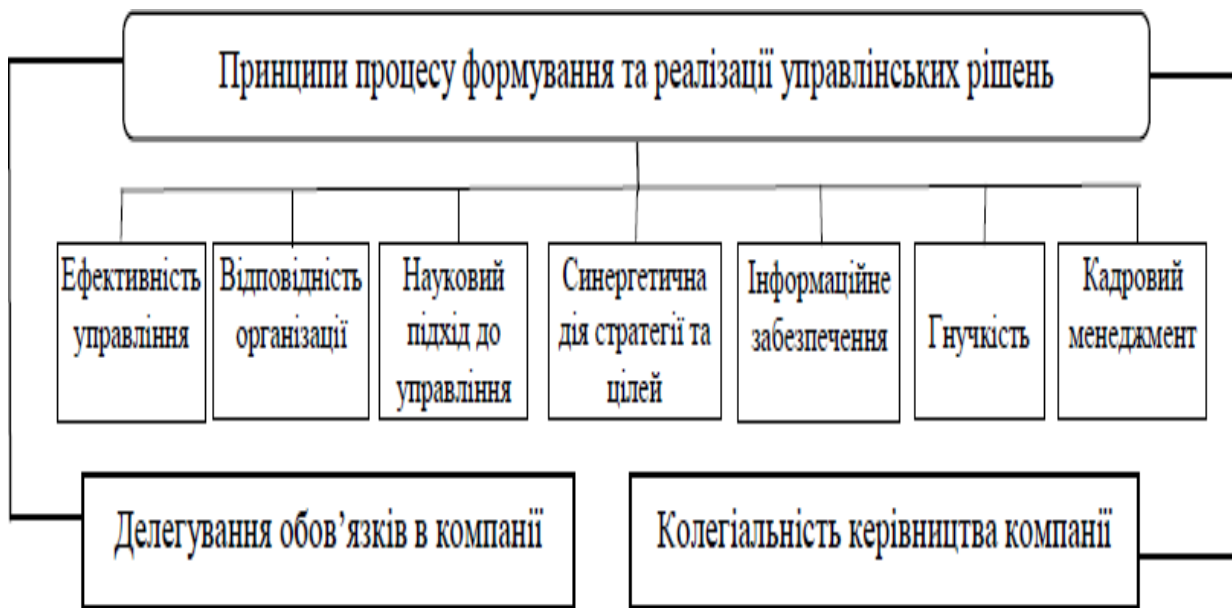 Принципи процесу формування та реалізації управлінських рішень
Ефективність
управління
Відповідність
організації
Науковий
підхід до
управління
Синергетична
дія стратегії та
цілей
Інформаційне
забезпечення
Гнучкість
Кадровий
менеджмент
Делегування обов’язків в компанії
Колегіальність керівництва компанії